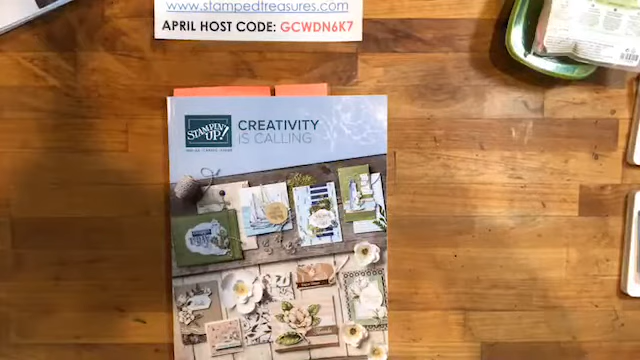 www.stampedtreasures.com
APRIL HOST CODE: GCWDN6K7
STAMPIN' UP!
CREATIVITY
IS CALLING